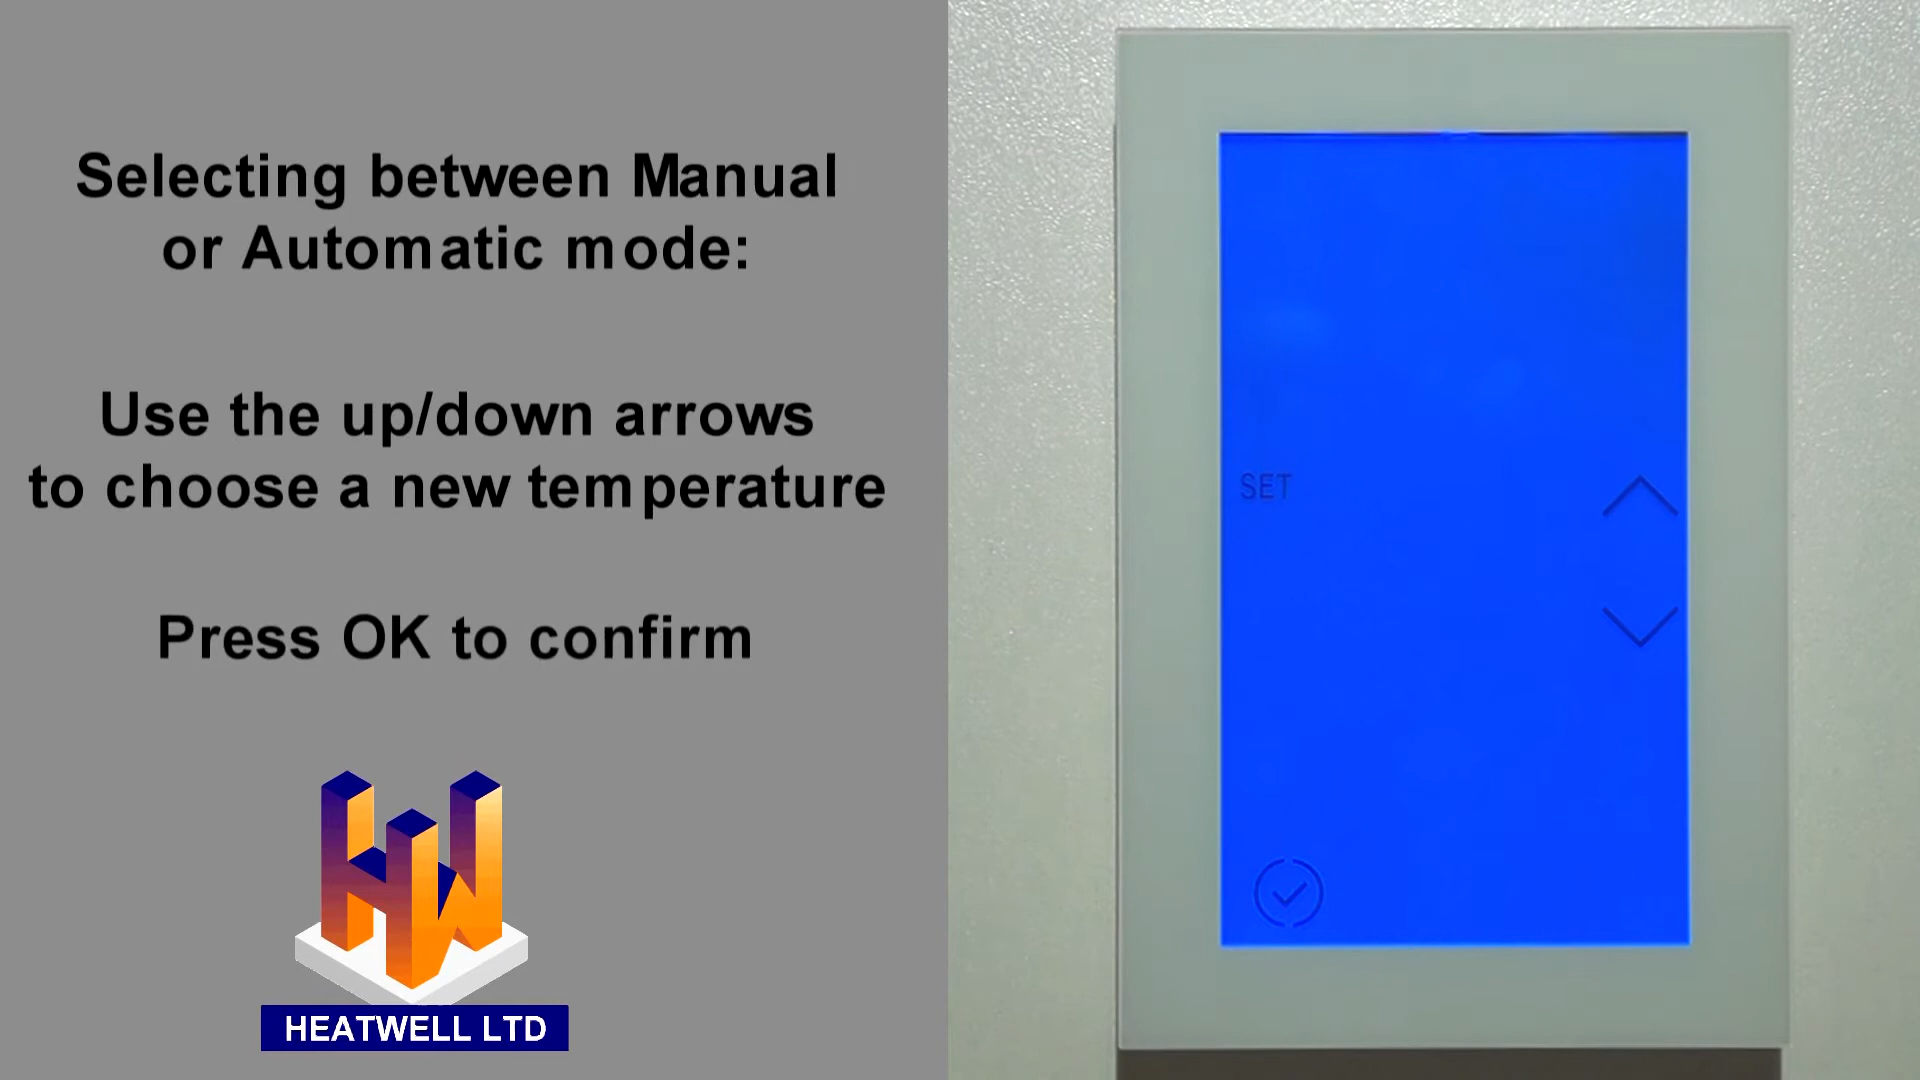 Selecting between Manual
or Automatic mode:
Use the up/down arrows
to choose a new temperature
Press OK to confirm
HW
HEATWELL LTD
SET